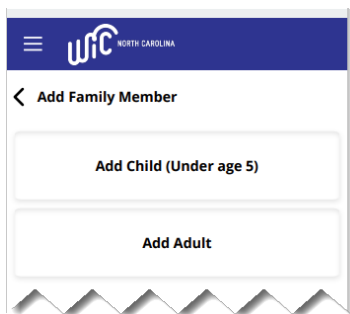 WIC NORTH CAROLINA
Add Family Member
Add Child (Under age 5)
Add Adult